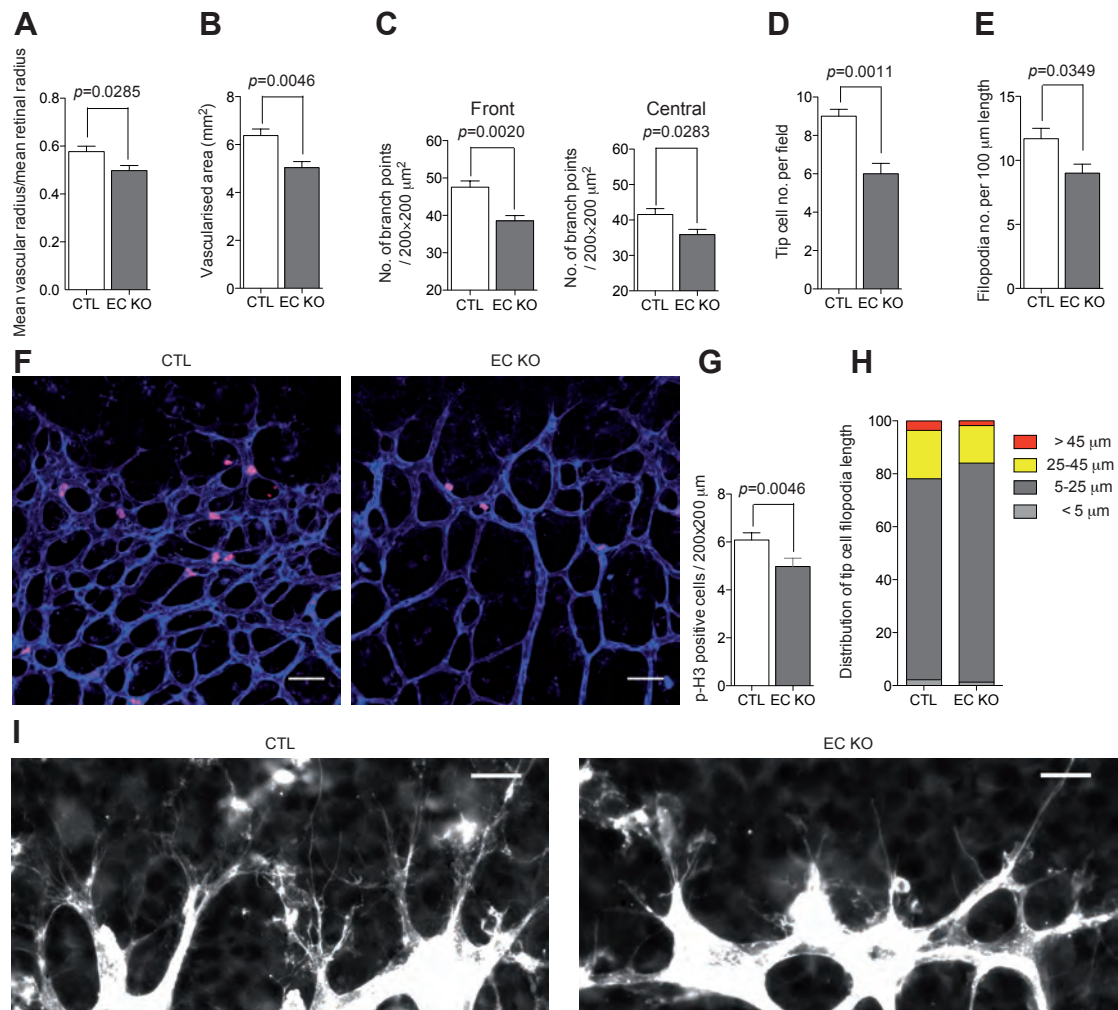 A
Mean vascular radius/mean retinal radius
p=0.0285
0.8
0.6
0.4
0.2
0.0
CTL EC KO
B
Vascularised area (mm²)
p=0.0046
8
6
4
2
0
CTL EC KO
C
Front
No. of branch points
/ 200×200 μm²
p=0.0020
60
50
40
30
20
CTL EC KO
Central
No. of branch points
/ 200×200 μm²
p=0.0283
60
50
40
30
20
CTL EC KO
D
Tip cell no. per field
p=0.0011
10
8
6
4
2
0
CTL EC KO
E
Filopodia no. per 100 μm length
p=0.0349
15
10
5
0
CTL EC KO
F
CTL
EC KO
G
p-H3 positive cells / 200x200 μm
p=0.0046
8
6
4
2
0
CTL EC KO
H
Distribution of tip cell filopodia length
100
80
60
40
20
0
CTL EC KO
> 45 μm
25-45 μm
5-25 μm
< 5 μm
I
CTL
EC KO